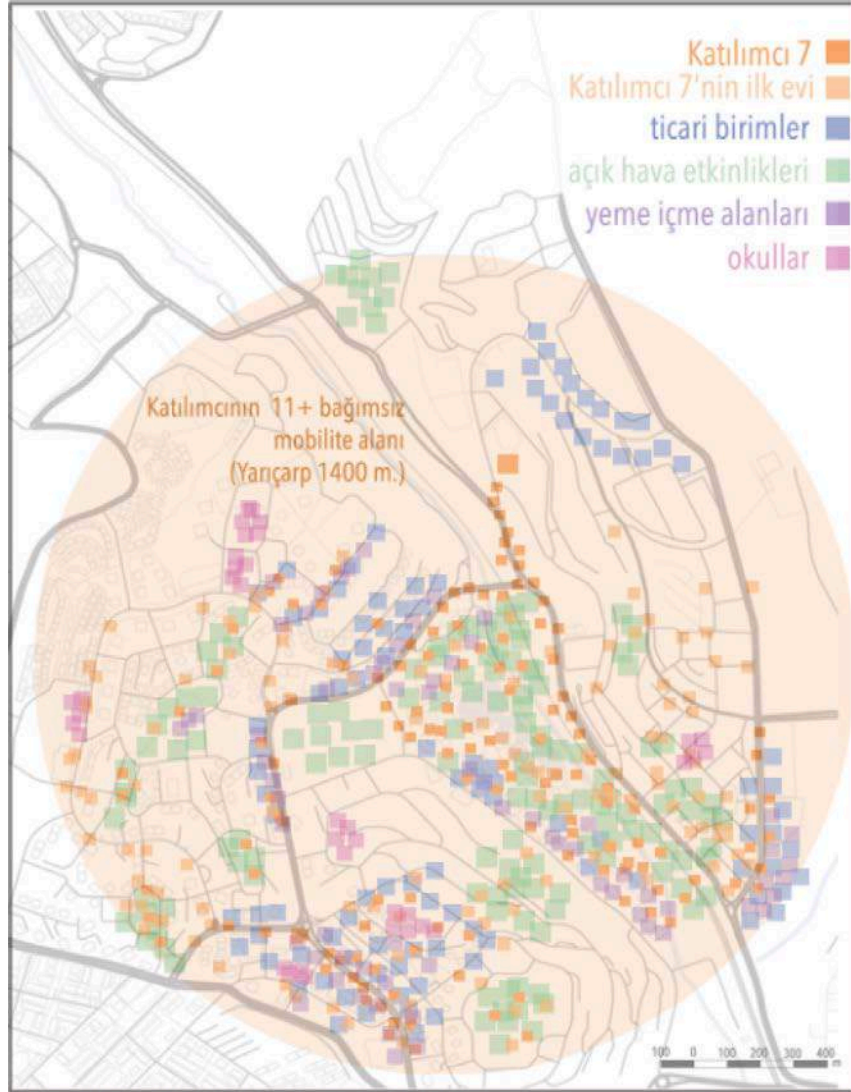 Katılımcı 7
Katılımcı 7'nin ilk evi
ticari birimler
açık hava etkinlikleri
yeme içme alanları
okullar
Katılımcının 11+ bağımsız
mobilite alanı
(Yarıçarp 1400 m.)
100 0 100 200 300 400
m